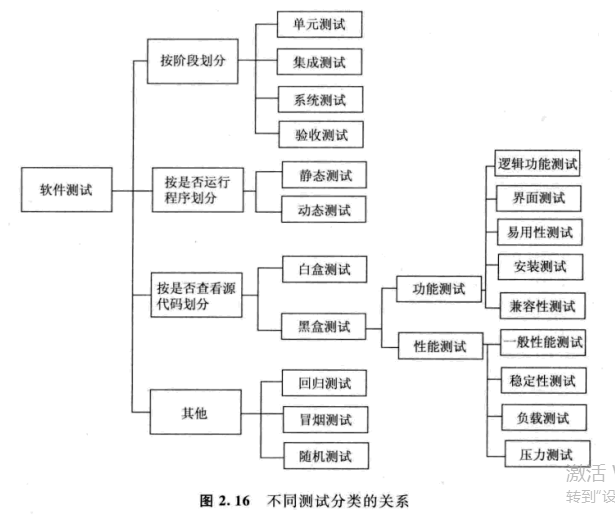 软件测试
按阶段划分
单元测试
集成测试
系统测试
验收测试
按是否运行
程序划分
静态测试
动态测试
按是否查看源
代码划分
白盒测试
黑盒测试
功能测试
逻辑功能测试
界面测试
易用性测试
安装测试
兼容性测试
性能测试
一般性能测试
稳定性测试
负载测试
压力测试
其他
回归测试
冒烟测试
随机测试
图 2.16 不同测试分类的关系
激活
转到“设